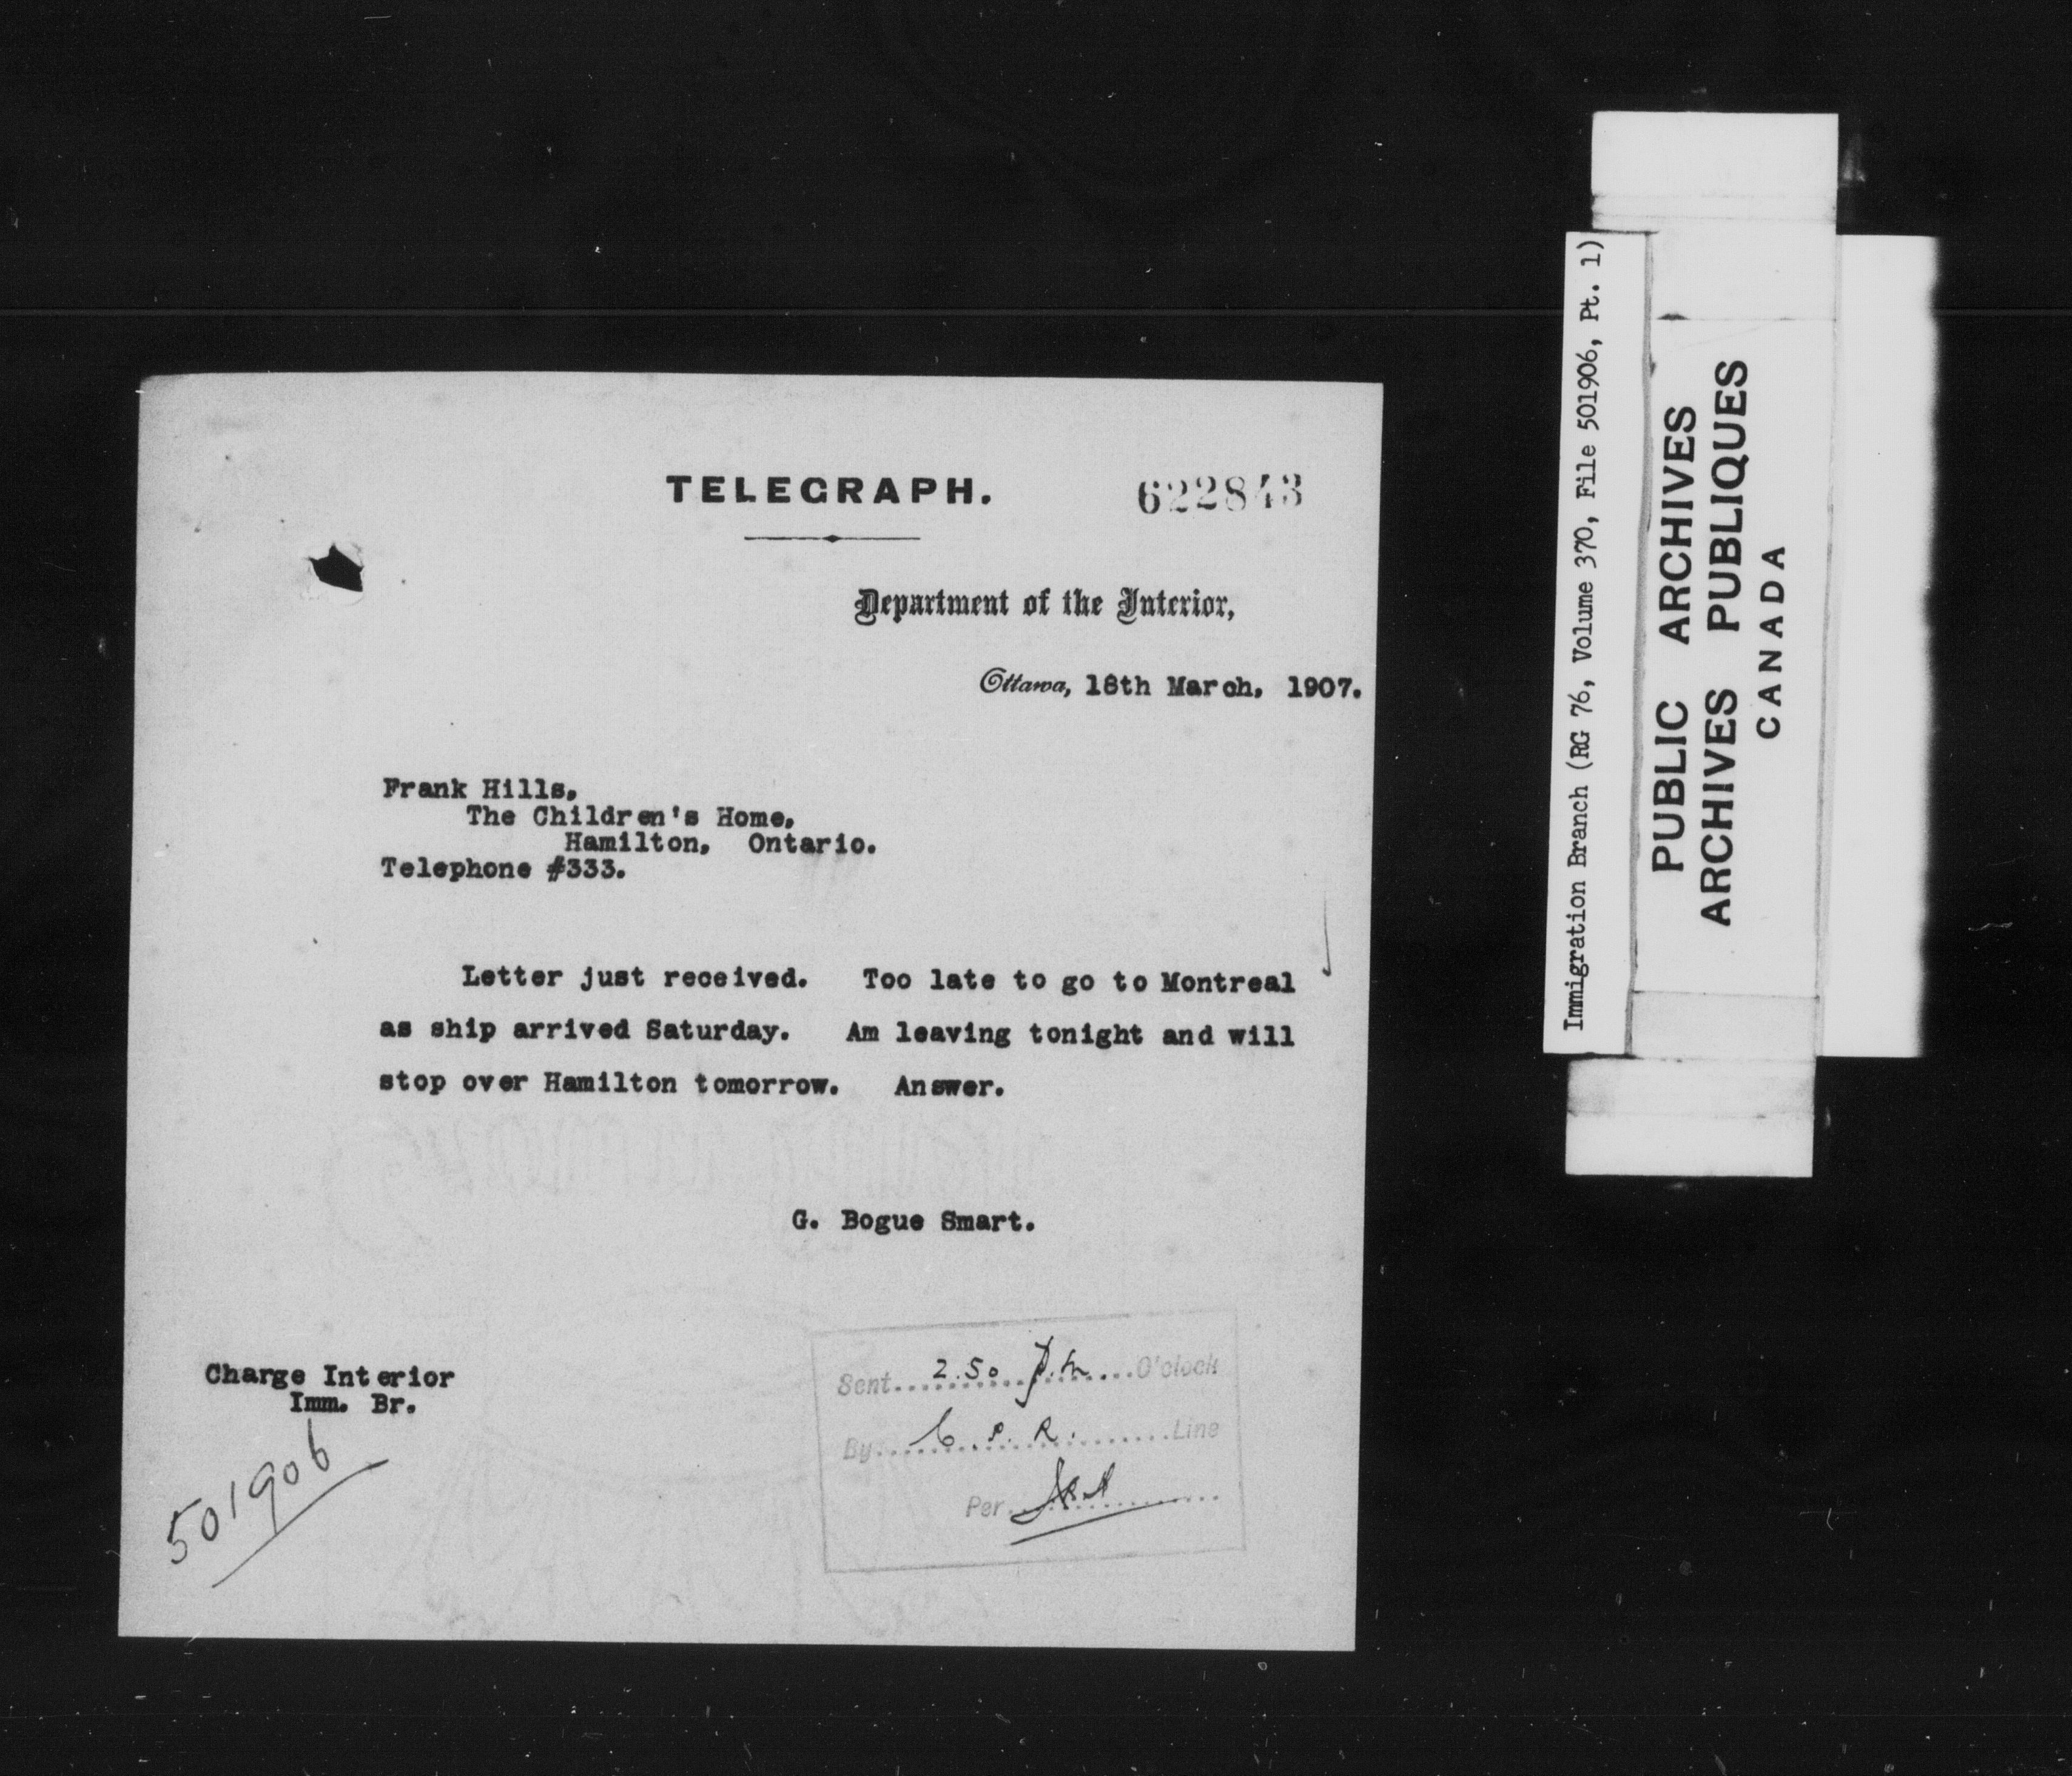 TELEGRAPH.
622843
Department of the Interior,
Ottawa, 18th March, 1907.
Frank Hills,
The Children's Home,
Hamilton, Ontario.
Telephone #333.
Letter just received. Too late to go to Montreal
as ship arrived Saturday. Am leaving tonight and will
stop over Hamilton tomorrow. Answer.
G. Bogue Smart.
Charge Interior
Imm. Br.
501906
Sent 2.50 p.m. O'clock
By C. P. R. Line
Per
Immigration Branch (RG 76, Volume 370, File 501906, Pt. 1)
PUBLIC ARCHIVES
ARCHIVES PUBLIQUES
CANADA